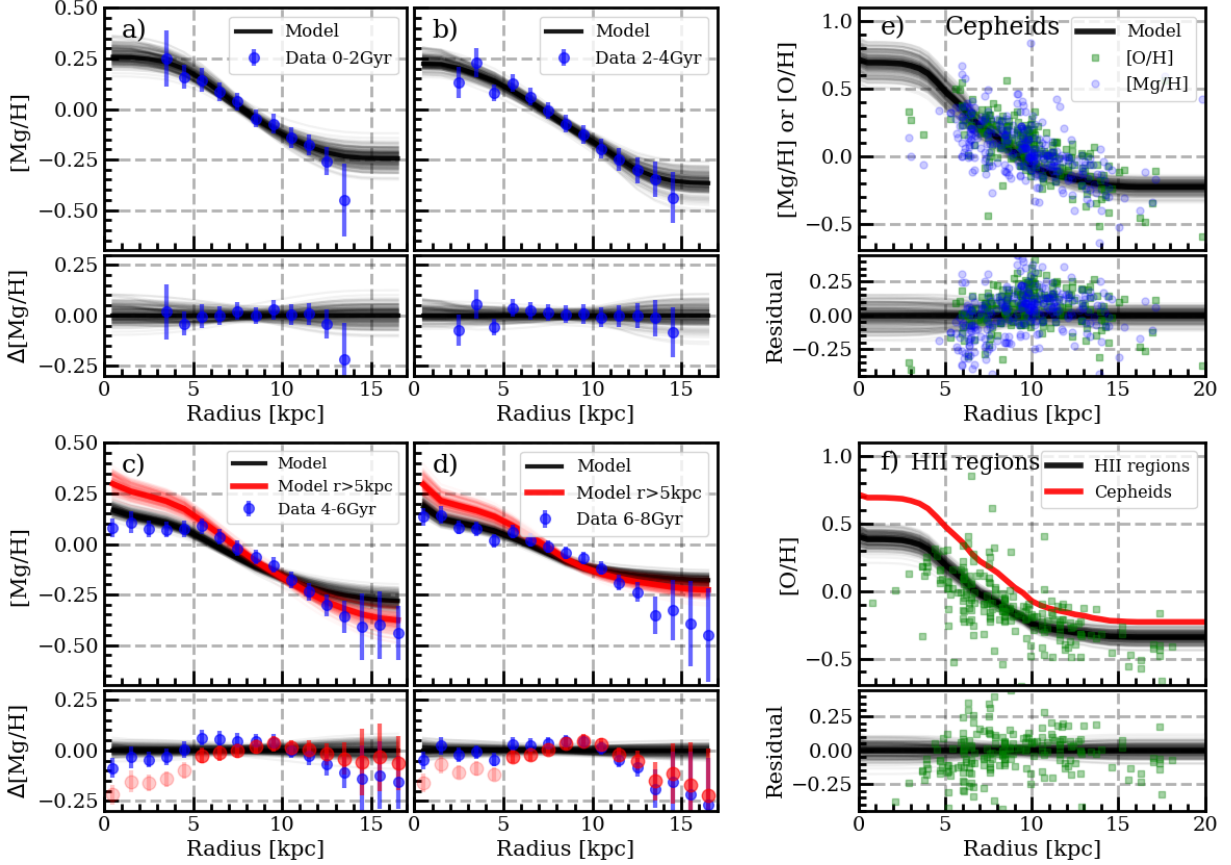 a)
Model
Data 0-2Gyr
b)
Model
Data 2-4Gyr
0.50
0.25
0.00
−0.25
−0.50
[Mg/H]
0.25
0.00
−0.25
Δ[Mg/H]
0 5 10 15
0 5 10 15
Radius [kpc]
Radius [kpc]
e)
Cepheids
Model
[O/H]
[Mg/H]
1.0
0.5
0.0
−0.5
[Mg/H] or [O/H]
0.25
0.00
−0.25
Residual
0 5 10 15 20
Radius [kpc]
c)
Model
Model r>5kpc
Data 4-6Gyr
d)
Model
Model r>5kpc
Data 6-8Gyr
0.50
0.25
0.00
−0.25
−0.50
[Mg/H]
0.25
0.00
−0.25
Δ[Mg/H]
0 5 10 15
0 5 10 15
Radius [kpc]
Radius [kpc]
f)
HII regions
HII regions
Cepheids
1.0
0.5
0.0
−0.5
[O/H]
0.25
0.00
−0.25
Residual
0 5 10 15 20
Radius [kpc]